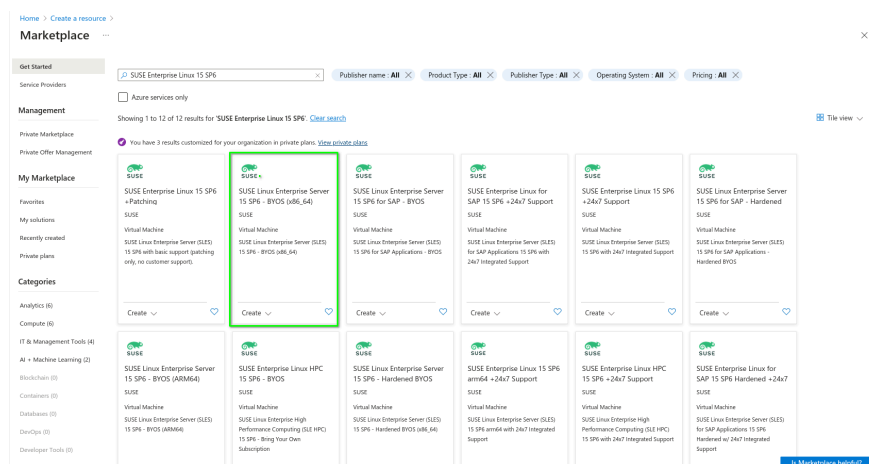 Home > Create a resource >
Marketplace ...
Get Started
Service Providers
Management
Private Marketplace
Private Offer Management
My Marketplace
Favorites
My solutions
Recently created
Private plans
Categories
Analytics (6)
Compute (6)
IT & Management Tools (4)
AI + Machine Learning (2)
Blockchain (0)
Containers (0)
Databases (0)
DevOps (0)
Developer Tools (0)
SUSE Enterprise Linux 15 SP6
Publisher name : All
Product Type : All
Publisher Type : All
Operating System : All
Pricing : All
Azure services only
Showing 1 to 12 of 12 results for 'SUSE Enterprise Linux 15 SP6'. Clear search
Tile view
You have 3 results customized for your organization in private plans. View private plans
SUSE
SUSE Enterprise Linux 15 SP6
+Patching
SUSE
Virtual Machine
SUSE Linux Enterprise Server (SLES)
15 SP6 with basic support (patching
only, no customer support).
Create
SUSE
SUSE Linux Enterprise Server
15 SP6 - BYOS (x86_64)
SUSE
Virtual Machine
SUSE Linux Enterprise Server (SLES)
15 SP6 - BYOS (x86_64)
Create
SUSE
SUSE Linux Enterprise Server
15 SP6 for SAP - BYOS
SUSE
Virtual Machine
SUSE Linux Enterprise Server (SLES)
15 SP6 for SAP Applications - BYOS
Create
SUSE
SUSE Enterprise Linux for
SAP 15 SP6 +24x7 Support
SUSE
Virtual Machine
SUSE Linux Enterprise Server (SLES)
for SAP Applications 15 SP6 with
24x7 Integrated Support
Create
SUSE
SUSE Enterprise Linux 15 SP6
+24x7 Support
SUSE
Virtual Machine
SUSE Linux Enterprise Server (SLES)
15 SP6 with 24x7 Integrated Support
Create
SUSE
SUSE Linux Enterprise Server
15 SP6 for SAP - Hardened
SUSE
Virtual Machine
SUSE Linux Enterprise Server (SLES)
15 SP6 for SAP Applications -
Hardened BYOS
Create
SUSE
SUSE Linux Enterprise Server
15 SP6 - BYOS (ARM64)
SUSE
Virtual Machine
SUSE Linux Enterprise Server (SLES)
15 SP6 - BYOS (ARM64)
SUSE
SUSE Enterprise Linux HPC
15 SP6 - BYOS
SUSE
Virtual Machine
SUSE Linux Enterprise High
Performance Computing (SLE HPC)
15 SP6 - Bring Your Own
Subscription
SUSE
SUSE Linux Enterprise Server
15 SP6 - Hardened BYOS
SUSE
Virtual Machine
SUSE Linux Enterprise Server (SLES)
15 SP6 - Hardened BYOS (x86_64)
SUSE
SUSE Enterprise Linux 15 SP6
arm64 +24x7 Support
SUSE
Virtual Machine
SUSE Linux Enterprise Server (SLES)
15 SP6 arm64 with 24x7 Integrated
Support
SUSE
SUSE Enterprise Linux HPC
15 SP6 +24x7 Support
SUSE
Virtual Machine
SUSE Linux Enterprise High
Performance Computing (SLE HPC)
15 SP6 with 24x7 Integrated Support
SUSE
SUSE Enterprise Linux for
SAP 15 SP6 Hardened +24x7
SUSE
Virtual Machine
SUSE Linux Enterprise Server (SLES)
for SAP Applications 15 SP6
Hardened w/ 24x7 Integrated
Support
Is Marketplace helpful?